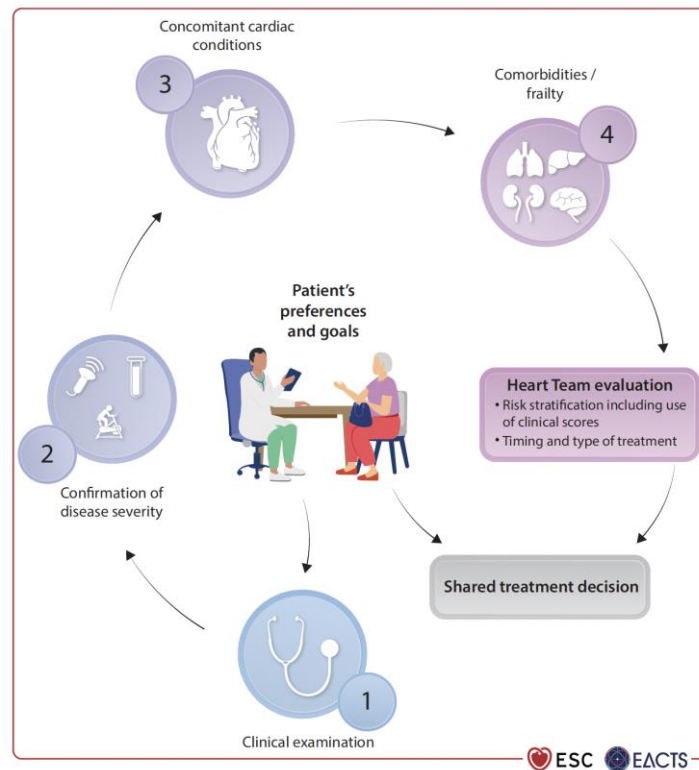 Concomitant cardiac
conditions
3
Comorbidities /
frailty
4
Patient's
preferences
and goals
Heart Team evaluation
• Risk stratification including use
of clinical scores
• Timing and type of treatment
2
Confirmation of
disease severity
Shared treatment decision
1
Clinical examination
ESC
EACTS